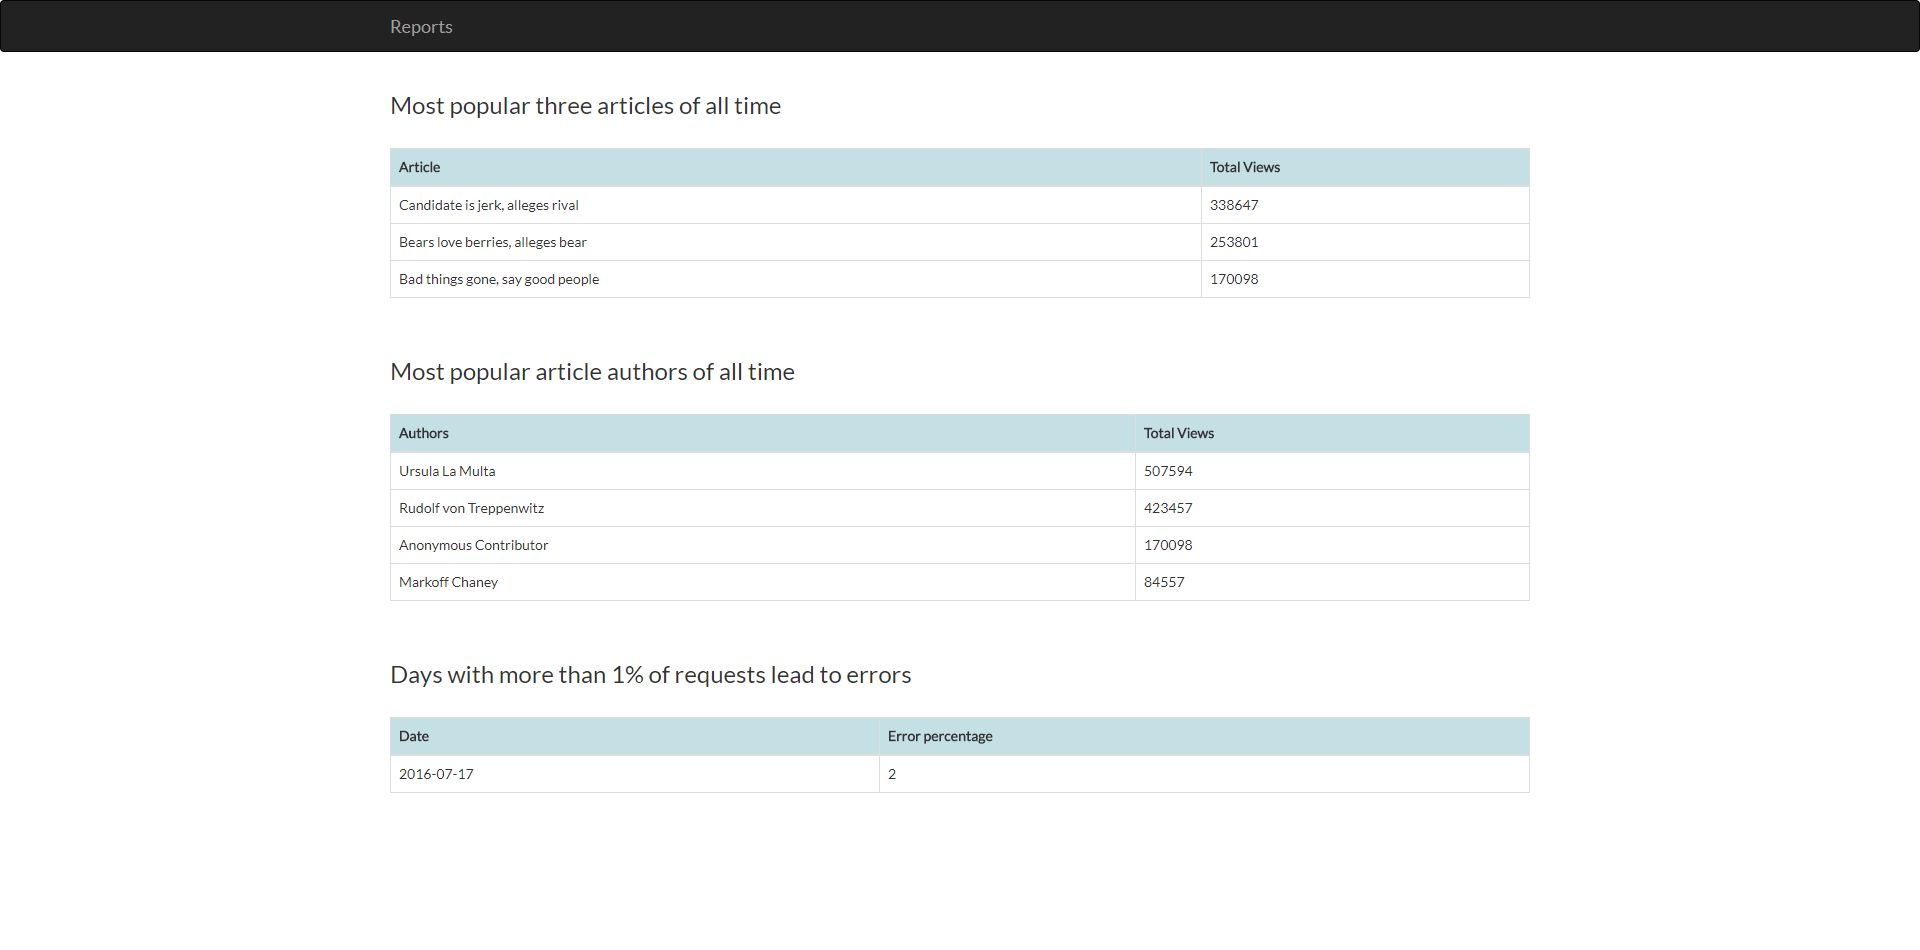 Reports
Most popular three articles of all time
Article Total Views
Candidate is jerk, alleges rival 338647
Bears love berries, alleges bear 253801
Bad things gone, say good people 170098
Most popular article authors of all time
Authors Total Views
Ursula La Multa 507594
Rudolf von Treppenwitz 423457
Anonymous Contributor 170098
Markoff Chaney 84557
Days with more than 1% of requests lead to errors
Date Error percentage
2016-07-17 2